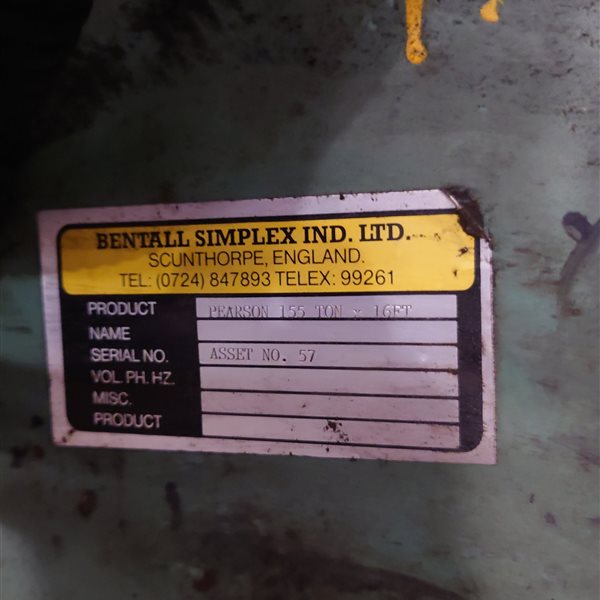 BENTALL SIMPLEX IND. LTD.
SCUNTHORPE, ENGLAND.
TEL: (0724) 847893 TELEX: 99261
PRODUCT PEARSON 155 TON x 16FT
NAME
SERIAL NO. ASSET NO. 57
VOL. PH. HZ.
MISC.
PRODUCT